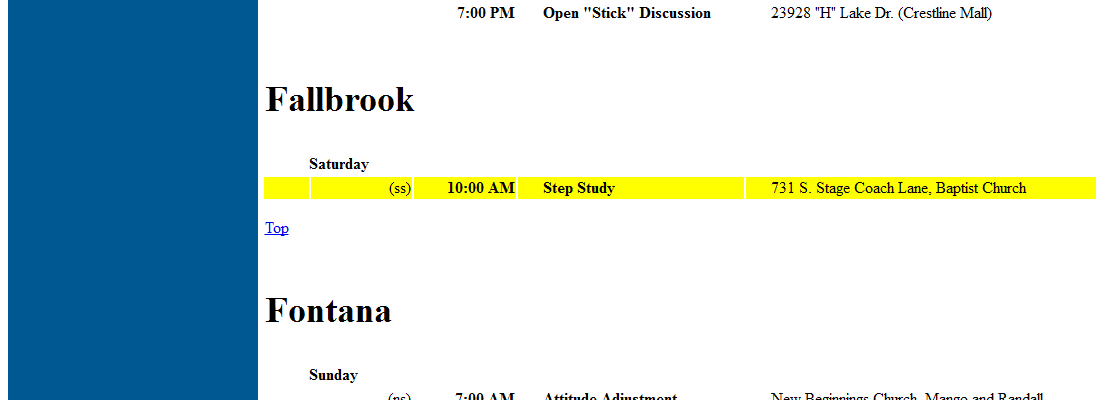 7:00 PM Open "Stick" Discussion 23928 "H" Lake Dr. (Crestline Mall)
Fallbrook
Saturday
(ss) 10:00 AM Step Study 731 S. Stage Coach Lane, Baptist Church
Top
Fontana
Sunday
(ns) 7:00 AM Attitude Adjustment New Beginnings Church, Mango and Randall